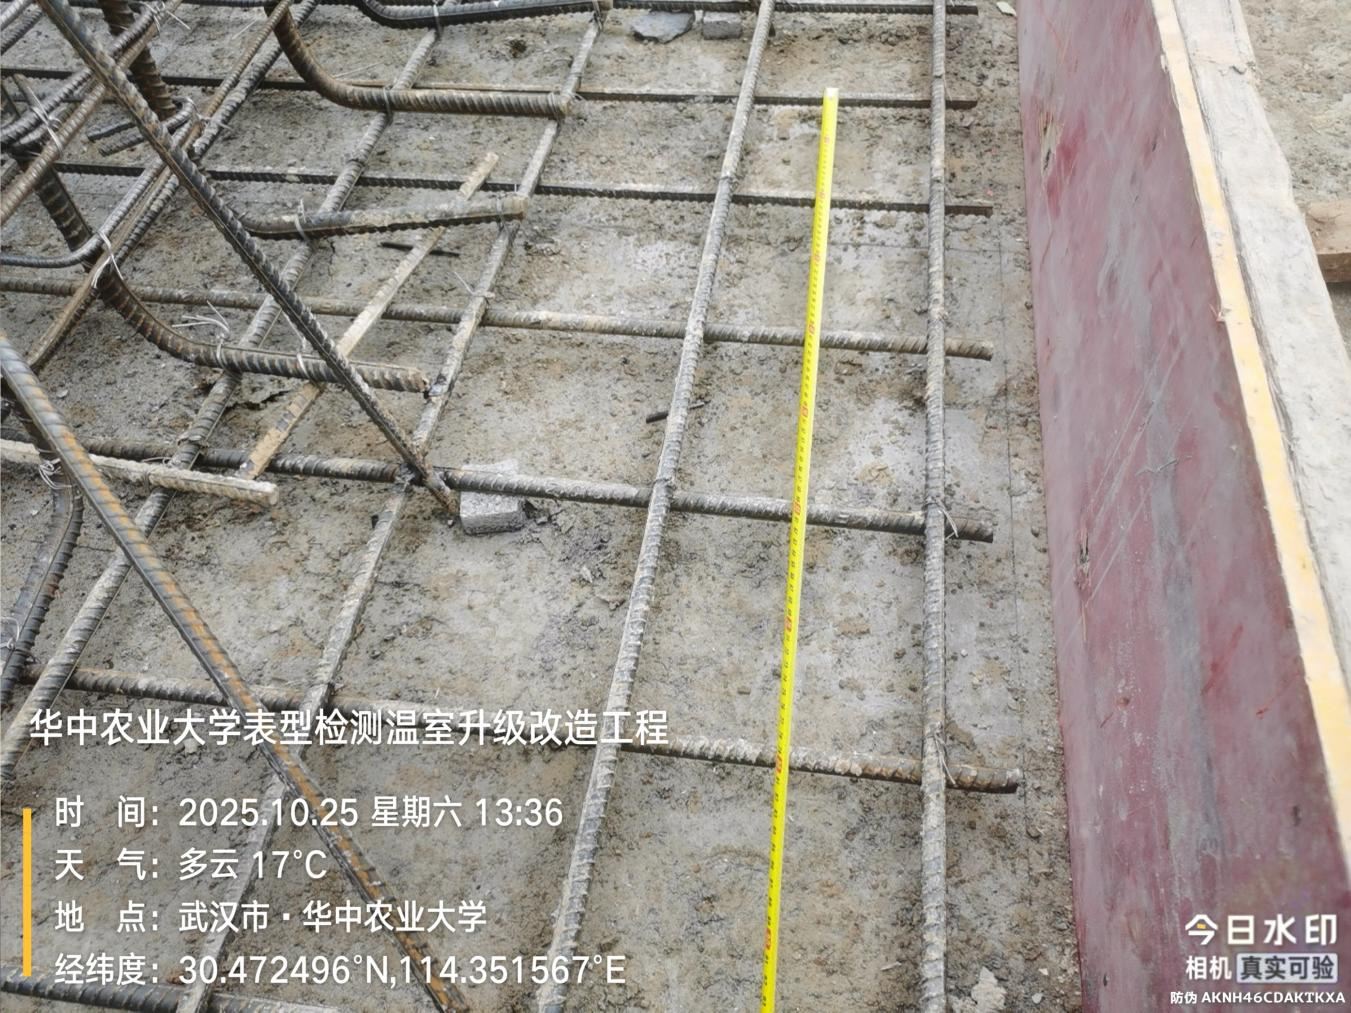 华中农业大学表型检测温室升级改造工程
时 间：2025.10.25 星期六 13:36
天 气：多云 17°C
地 点：武汉市·华中农业大学
经纬度：30.472496°N,114.351567°E
今日水印
相机 真实可验
防伪 AKNH46CDAKTKXA